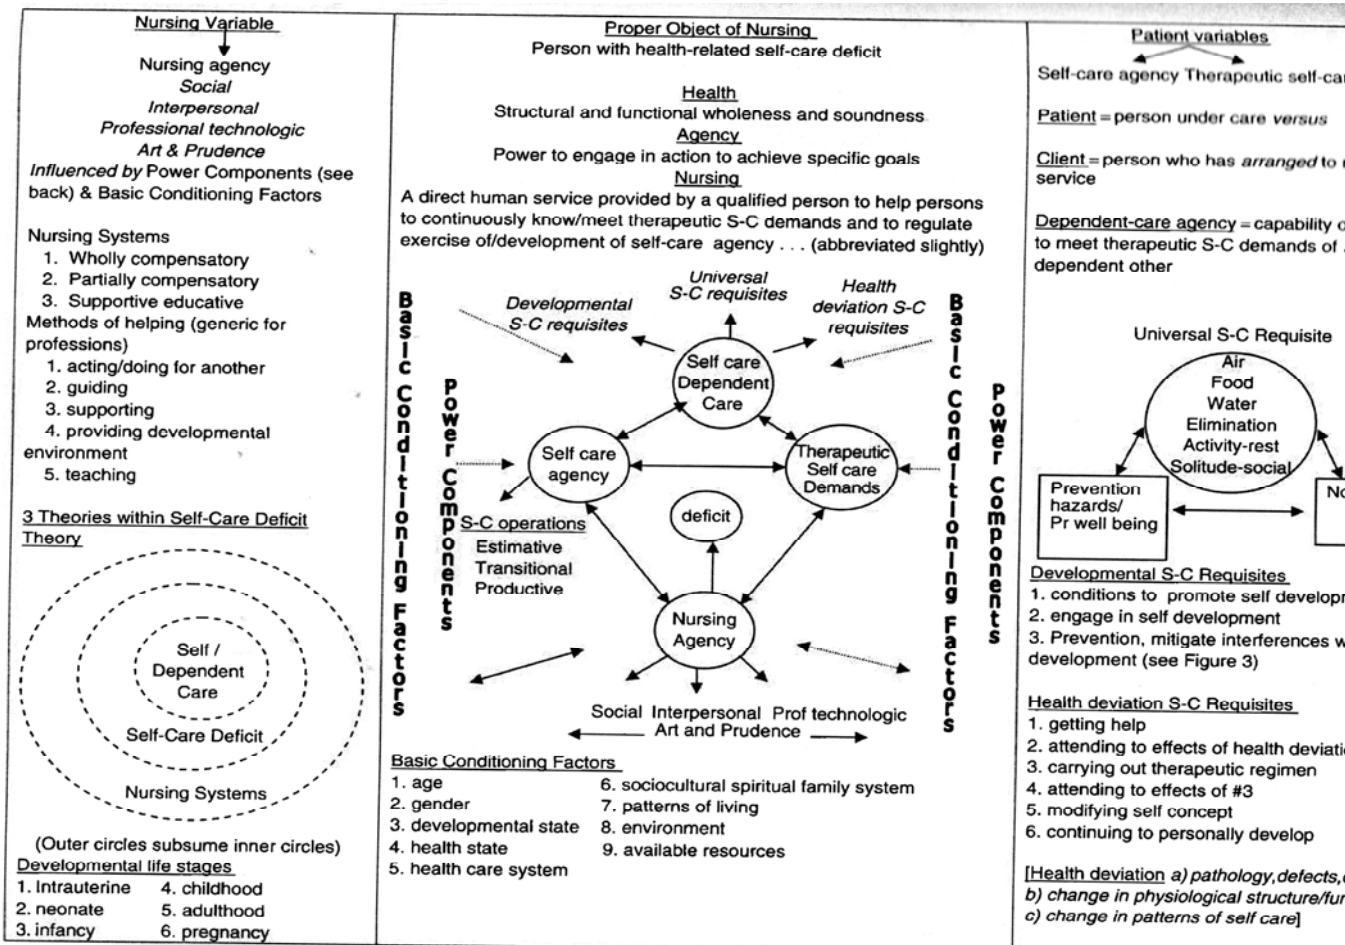 Nursing Variable
Nursing agency
Social
Interpersonal
Professional technologic
Art & Prudence
Influenced by Power Components (see
back) & Basic Conditioning Factors
Nursing Systems
1. Wholly compensatory
2. Partially compensatory
3. Supportive educative
Methods of helping (generic for
professions)
1. acting/doing for another
2. guiding
3. supporting
4. providing developmental
environment
5. teaching
3 Theories within Self-Care Deficit
Theory
Self /
Dependent
Care
Self-Care Deficit
Nursing Systems
(Outer circles subsume inner circles)
Developmental life stages
1. Intrauterine 4. childhood
2. neonate 5. adulthood
3. infancy 6. pregnancy
Proper Object of Nursing
Person with health-related self-care deficit
Health
Structural and functional wholeness and soundness
Agency
Power to engage in action to achieve specific goals
Nursing
A direct human service provided by a qualified person to help persons
to continuously know/meet therapeutic S-C demands and to regulate
exercise of/development of self-care agency . . . (abbreviated slightly)
Basic Conditioning Factors
Power Components
Developmental
S-C requisites
Universal
S-C requisites
Health
deviation S-C
requisites
Basic Conditioning Factors
Power Components
Self care
Dependent
Care
Self care
agency
Therapeutic
Self care
Demands
deficit
S-C operations
Estimative
Transitional
Productive
Nursing
Agency
Social Interpersonal Prof technologic
Art and Prudence
Basic Conditioning Factors
1. age 6. sociocultural spiritual family system
2. gender 7. patterns of living
3. developmental state 8. environment
4. health state 9. available resources
5. health care system
Patient variables
Self-care agency Therapeutic
Patient = person under care versus
Client = person who has arranged to
service
Dependent-care agency = capability
to meet therapeutic S-C demands of
dependent other
Universal S-C Requisite
Air
Food
Water
Elimination
Activity-rest
Solitude-social
Prevention
hazards/
Pr well being
Developmental S-C Requisites
1. conditions to promote self
2. engage in self development
3. Prevention, mitigate interferences
development (see Figure 3)
Health deviation S-C Requisites
1. getting help
2. attending to effects of health
3. carrying out therapeutic regimen
4. attending to effects of #3
5. modifying self concept
6. continuing to personally develop
[Health deviation a) pathology, defects,
b) change in physiological
c) change in patterns of self care]